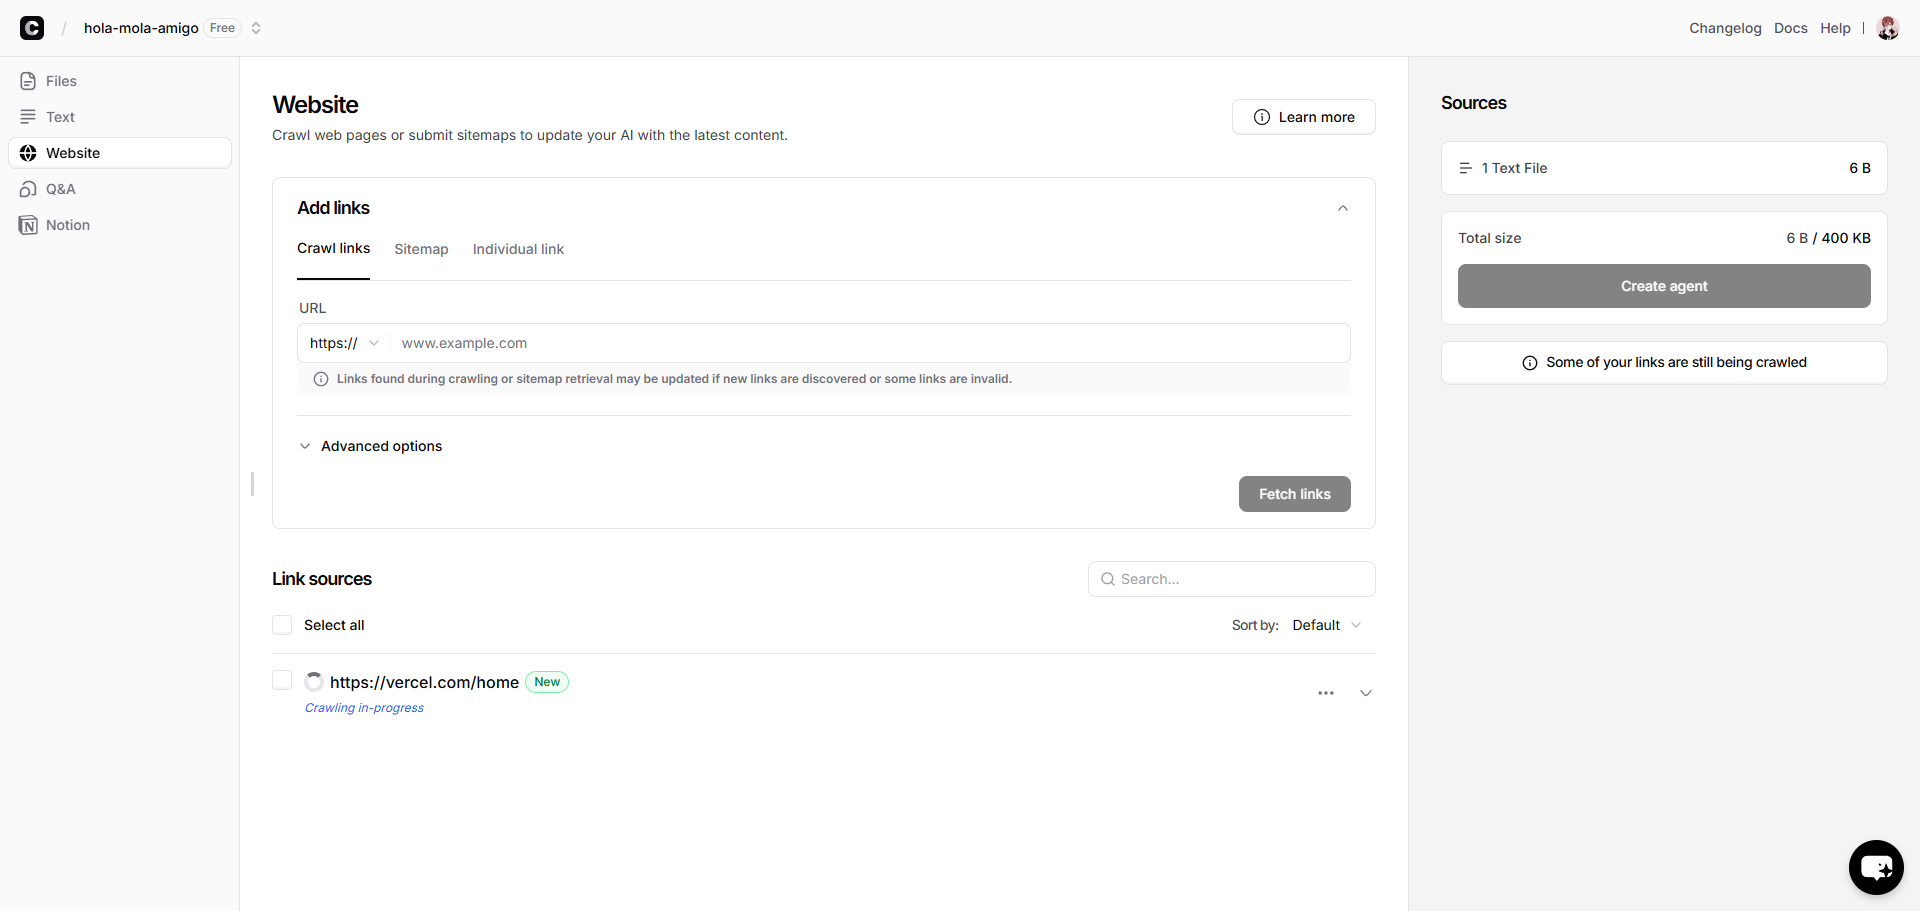 C / hola-mola-amigo Free
Changelog Docs Help |
Files
Text
Website
Q&A
Notion
Website
Crawl web pages or submit sitemaps to update your AI with the latest content.
Learn more
Add links
Crawl links Sitemap Individual link
URL
https:// www.example.com
Links found during crawling or sitemap retrieval may be updated if new links are discovered or some links are invalid.
Advanced options
Fetch links
Link sources
Search...
Select all
Sort by: Default
https://vercel.com/home New
Crawling in-progress
Sources
1 Text File 6 B
Total size 6 B / 400 KB
Create agent
Some of your links are still being crawled